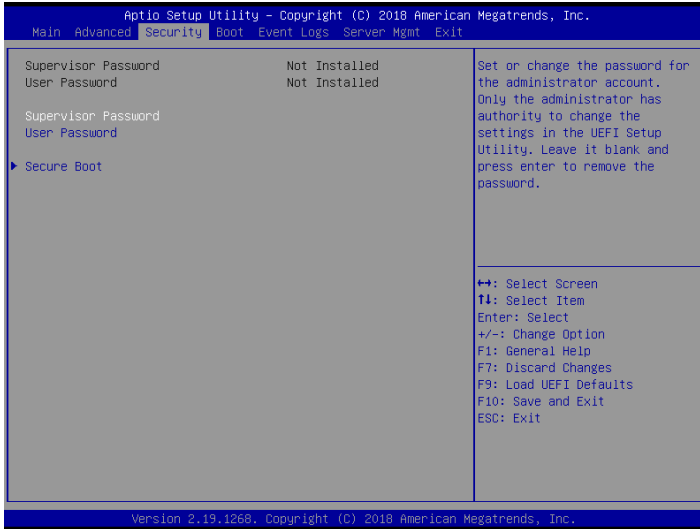 Aptio Setup Utility – Copyright (C) 2018 American Megatrends, Inc.
Main Advanced Security Boot Event Logs Server Mgmt Exit
Supervisor Password Not Installed
User Password Not Installed
Supervisor Password
User Password
Secure Boot
Set or change the password for
the administrator account.
Only the administrator has
authority to change the
settings in the UEFI Setup
Utility. Leave it blank and
press enter to remove the
password.
↔: Select Screen
↑↓: Select Item
Enter: Select
+/-: Change Option
F1: General Help
F7: Discard Changes
F9: Load UEFI Defaults
F10: Save and Exit
ESC: Exit
Version 2.19.1268. Copyright (C) 2018 American Megatrends, Inc.